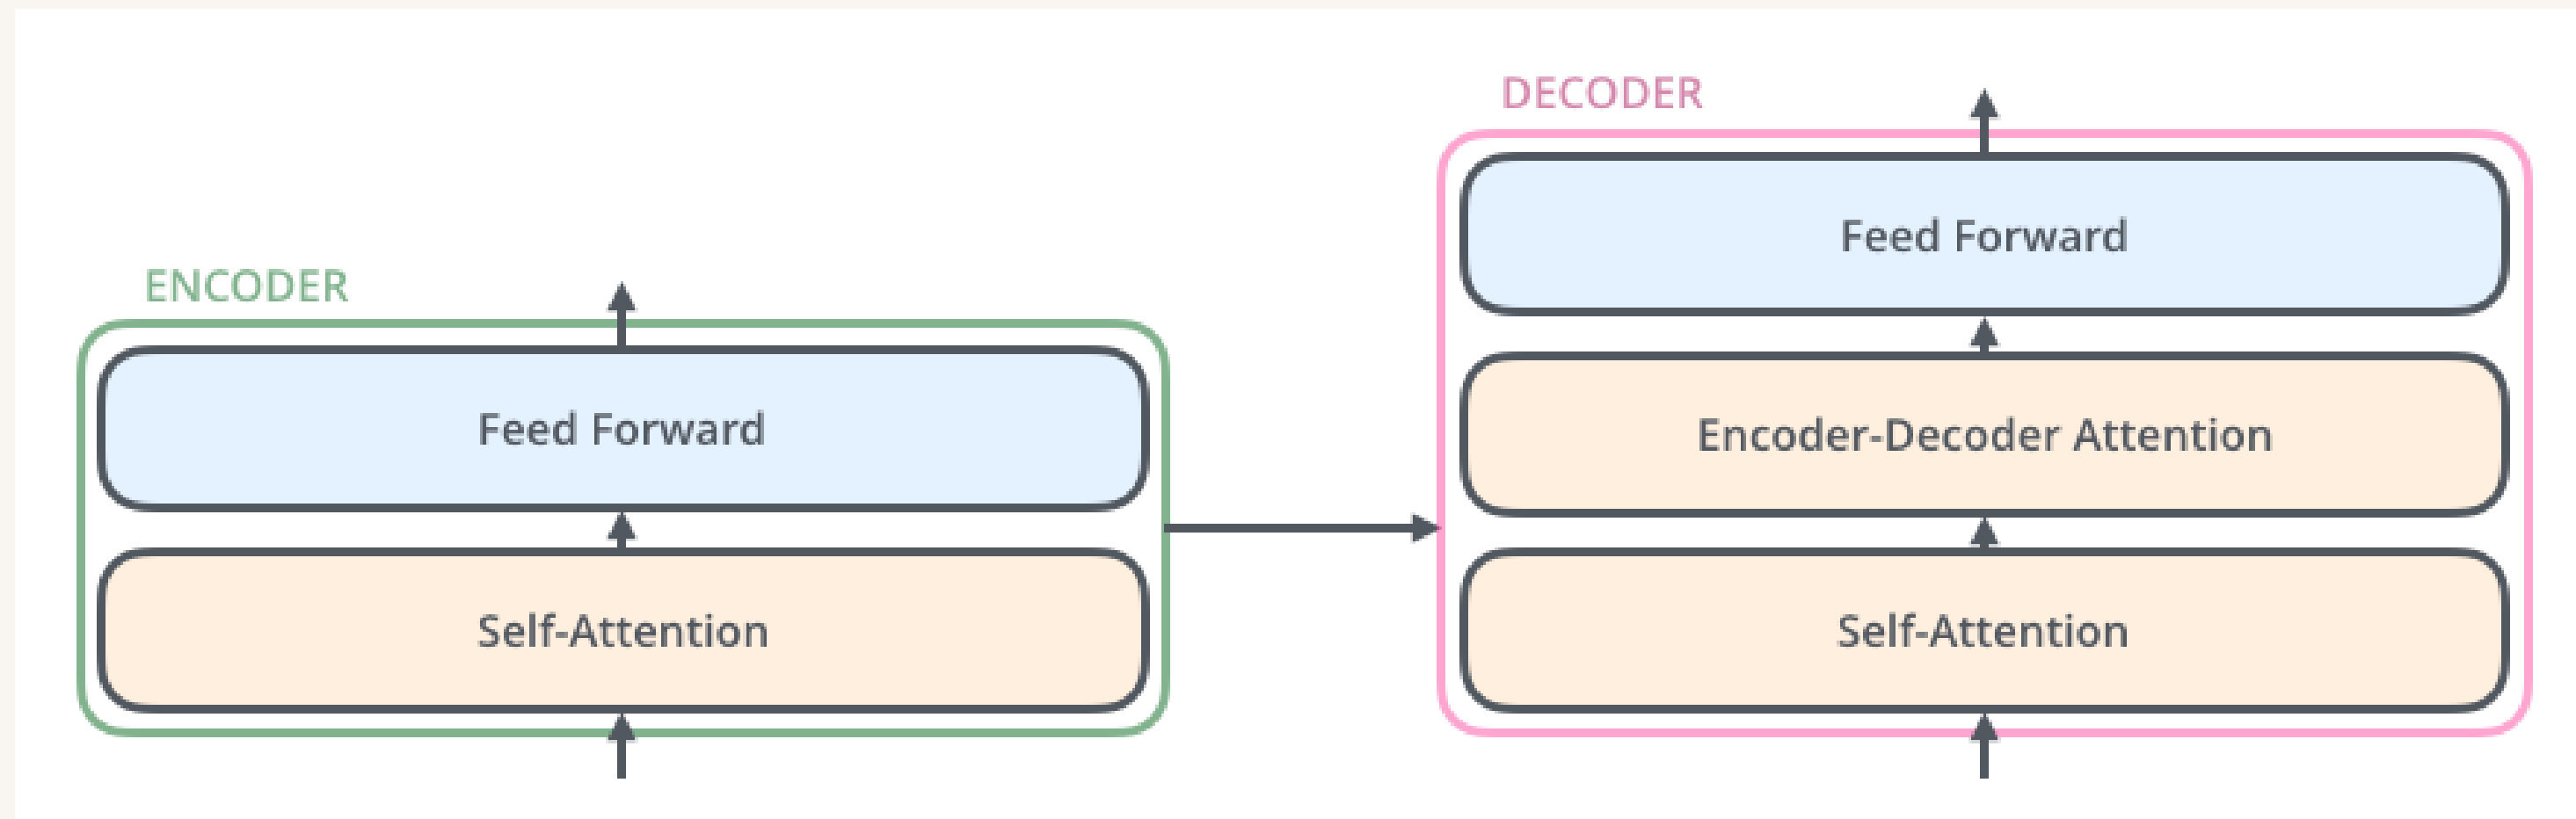 ENCODER
Feed Forward
Self-Attention
DECODER
Feed Forward
Encoder-Decoder Attention
Self-Attention